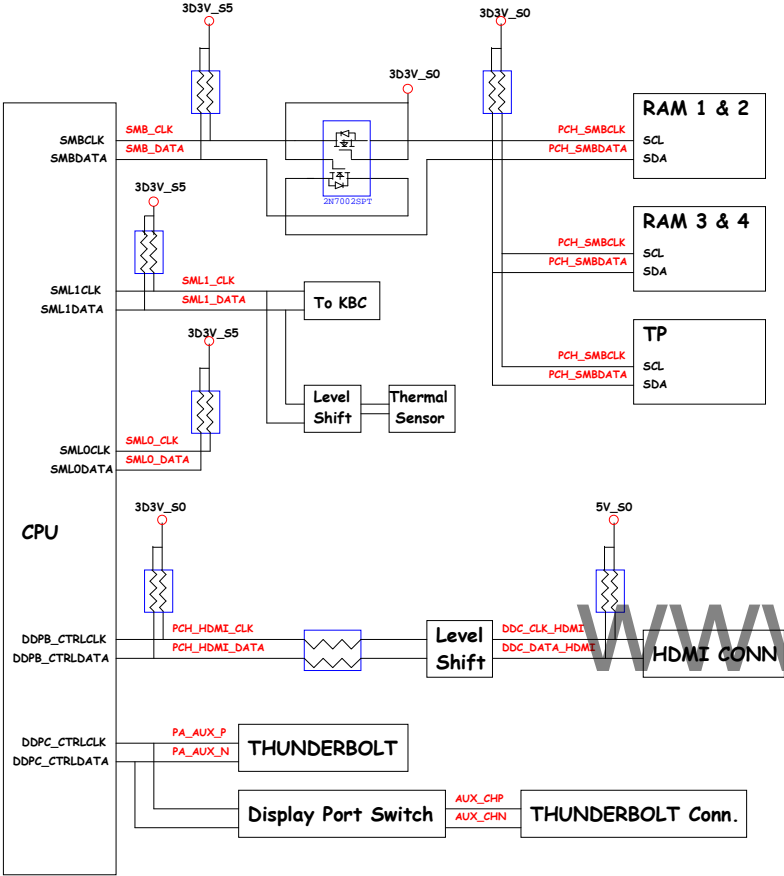 3D3V_S5
3D3V_S0
3D3V_S0
RAM 1 & 2
SMBCLK
SMB_CLK
PCH_SMBCLK
SCL
SMBDATA
SMB_DATA
PCH_SMBDATA
SDA
2N7002SPT
3D3V_S5
RAM 3 & 4
PCH_SMBCLK
SCL
PCH_SMBDATA
SDA
SML1CLK
SML1_CLK
SML1DATA
SML1_DATA
To KBC
3D3V_S5
TP
PCH_SMBCLK
SCL
PCH_SMBDATA
SDA
Level
Shift
Thermal
Sensor
SML0CLK
SML0_CLK
SML0DATA
SML0_DATA
3D3V_S0
5V_S0
CPU
DDPB_CTRLCLK
PCH_HDMI_CLK
DDPB_CTRLDATA
PCH_HDMI_DATA
Level
Shift
DDC_CLK_HDMI
DDC_DATA_HDMI
HDMI CONN
WWW
DDPC_CTRLCLK
PA_AUX_P
DDPC_CTRLDATA
PA_AUX_N
THUNDERBOLT
Display Port Switch
AUX_CHP
AUX_CHN
THUNDERBOLT Conn.